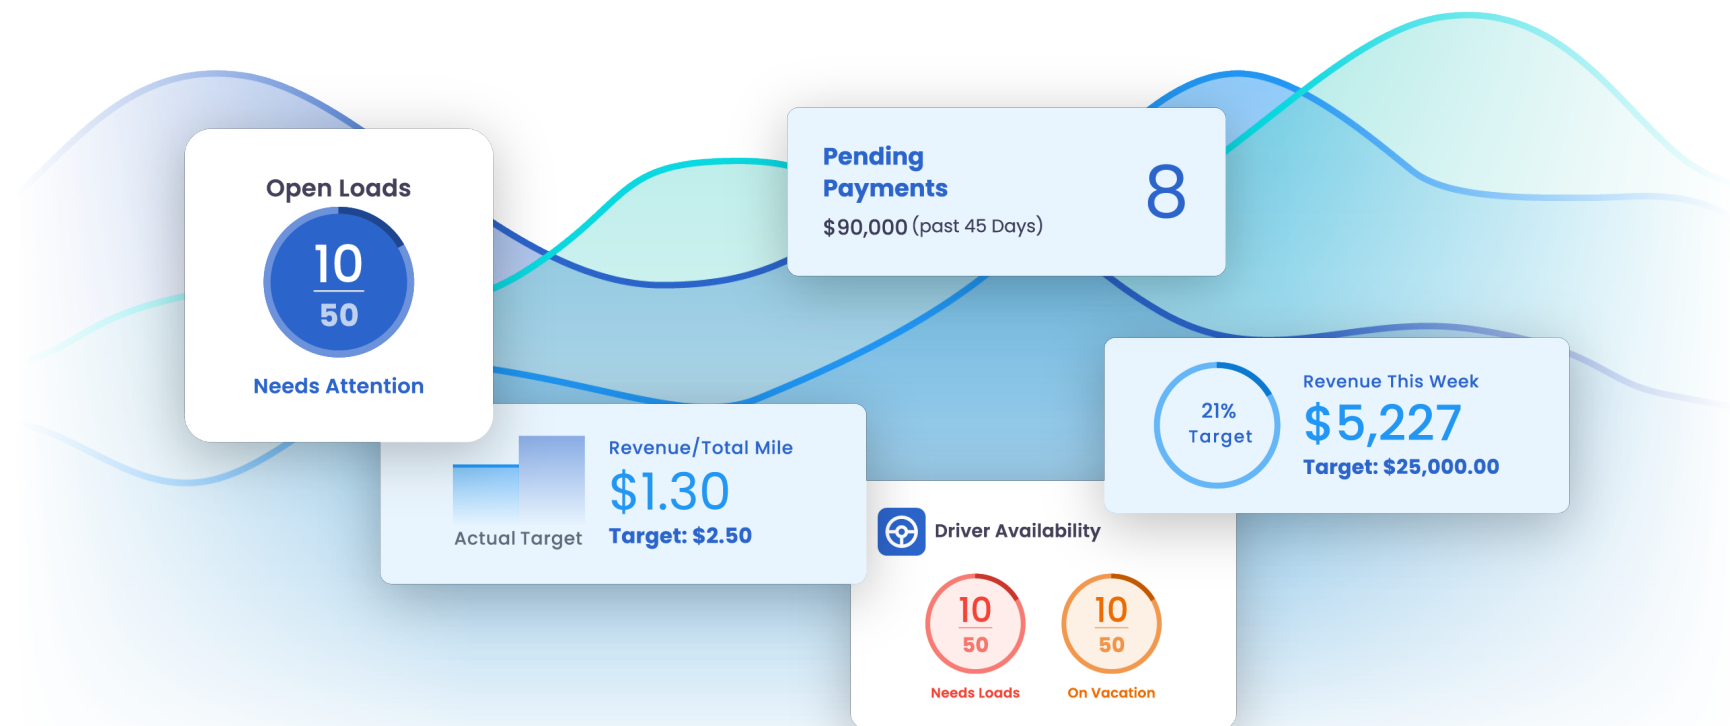 Open Loads
10
50
Needs Attention
Pending
Payments
8
$90,000 (past 45 Days)
Revenue/Total Mile
$1.30
Target: $2.50
Actual Target
21%
Target
Revenue This Week
$5,227
Target: $25,000.00
Driver Availability
10
50
Needs Loads
10
50
On Vacation